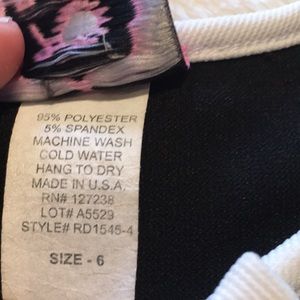 95% POLYESTER
5% SPANDEX
MACHINE WASH
COLD WATER
HANG TO DRY
MADE IN U.S.A.
RN# 127238
LOT# A5529
STYLE# RD1545-4
SIZE - 6